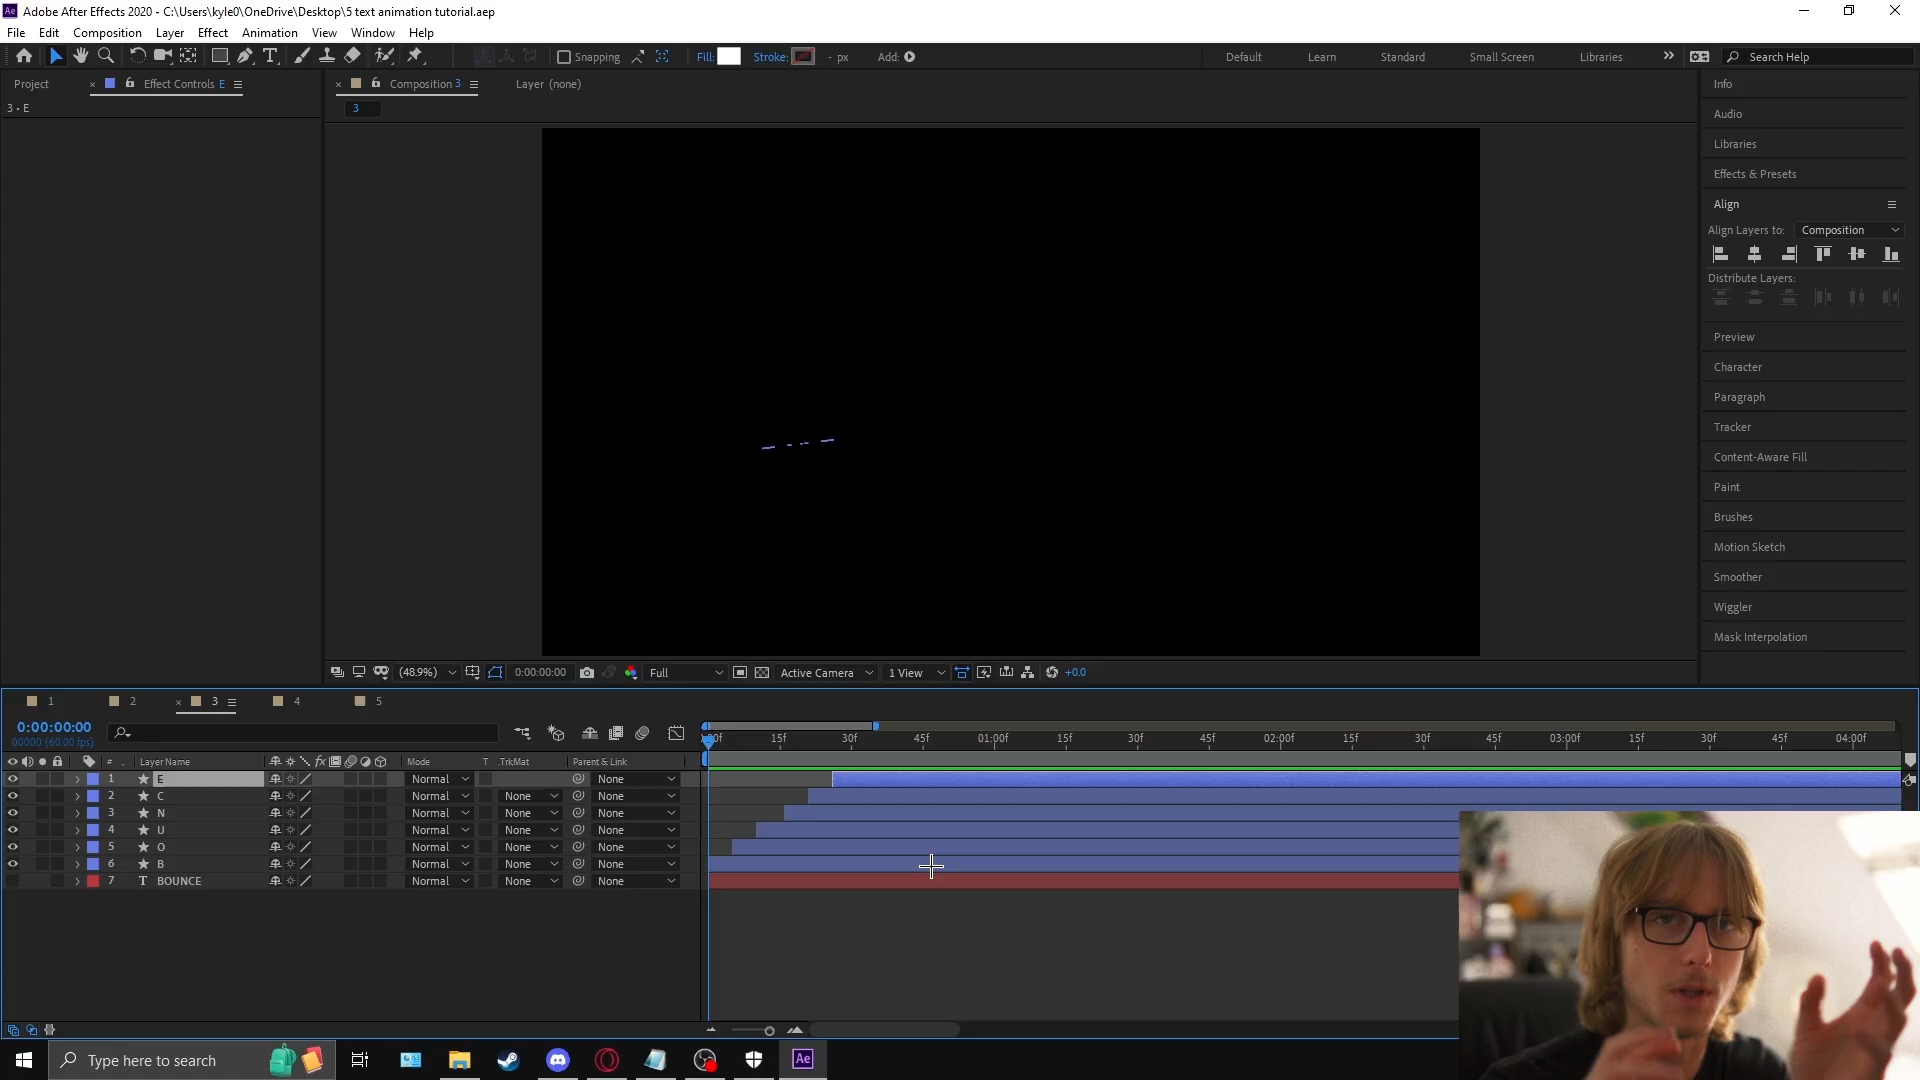 Adobe After Effects 2020 - C:\Users\kyle0\OneDrive\Desktop\5 text animation tutorial.aep
File Edit Composition Layer Effect Animation View Window Help
Snapping Fill: Stroke: - px Add: Default Learn Standard Small Screen Libraries Search Help
Project Effect Controls E Composition 3 Layer (none)
3 • E
3
Info
Audio
Libraries
Effects & Presets
Align
Align Layers to: Composition
Distribute Layers:
Preview
Character
Paragraph
Tracker
Content-Aware Fill
Paint
Brushes
Motion Sketch
Smoother
Wiggler
Mask Interpolation
(48.9%) 0:00:00:00 Full Active Camera 1 View +0.0
1 2 3 4 5
0:00:00:00
00000 (60.00 fps)
15f 30f 45f 01:00f 15f 30f 45f 02:00f 15f 30f 45f 03:00f 15f 30f 45f 04:00f
# Layer Name Mode T .TrkMat Parent & Link
1 E Normal None
2 C Normal None None
3 N Normal None None
4 U Normal None None
5 O Normal None None
6 B Normal None None
7 T BOUNCE Normal None None
Type here to search Ae